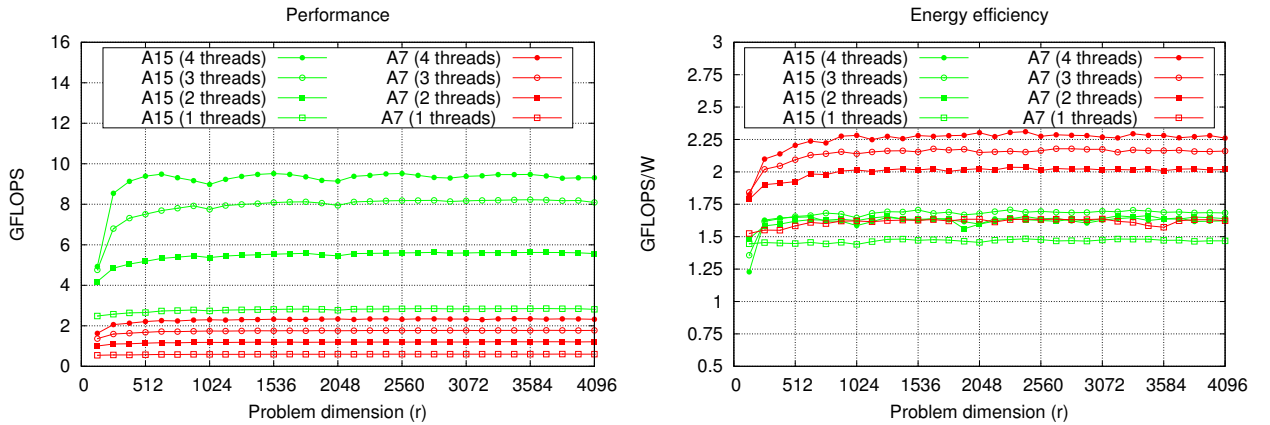 Performance
GFLOPS
16
14
12
10
8
6
4
2
0
A15 (4 threads)
A15 (3 threads)
A15 (2 threads)
A15 (1 threads)
A7 (4 threads)
A7 (3 threads)
A7 (2 threads)
A7 (1 threads)
0 512 1024 1536 2048 2560 3072 3584 4096
Problem dimension (r)
Energy efficiency
GFLOPS/W
3
2.75
2.5
2.25
2
1.75
1.5
1.25
1
0.75
0.5
A15 (4 threads)
A15 (3 threads)
A15 (2 threads)
A15 (1 threads)
A7 (4 threads)
A7 (3 threads)
A7 (2 threads)
A7 (1 threads)
0 512 1024 1536 2048 2560 3072 3584 4096
Problem dimension (r)